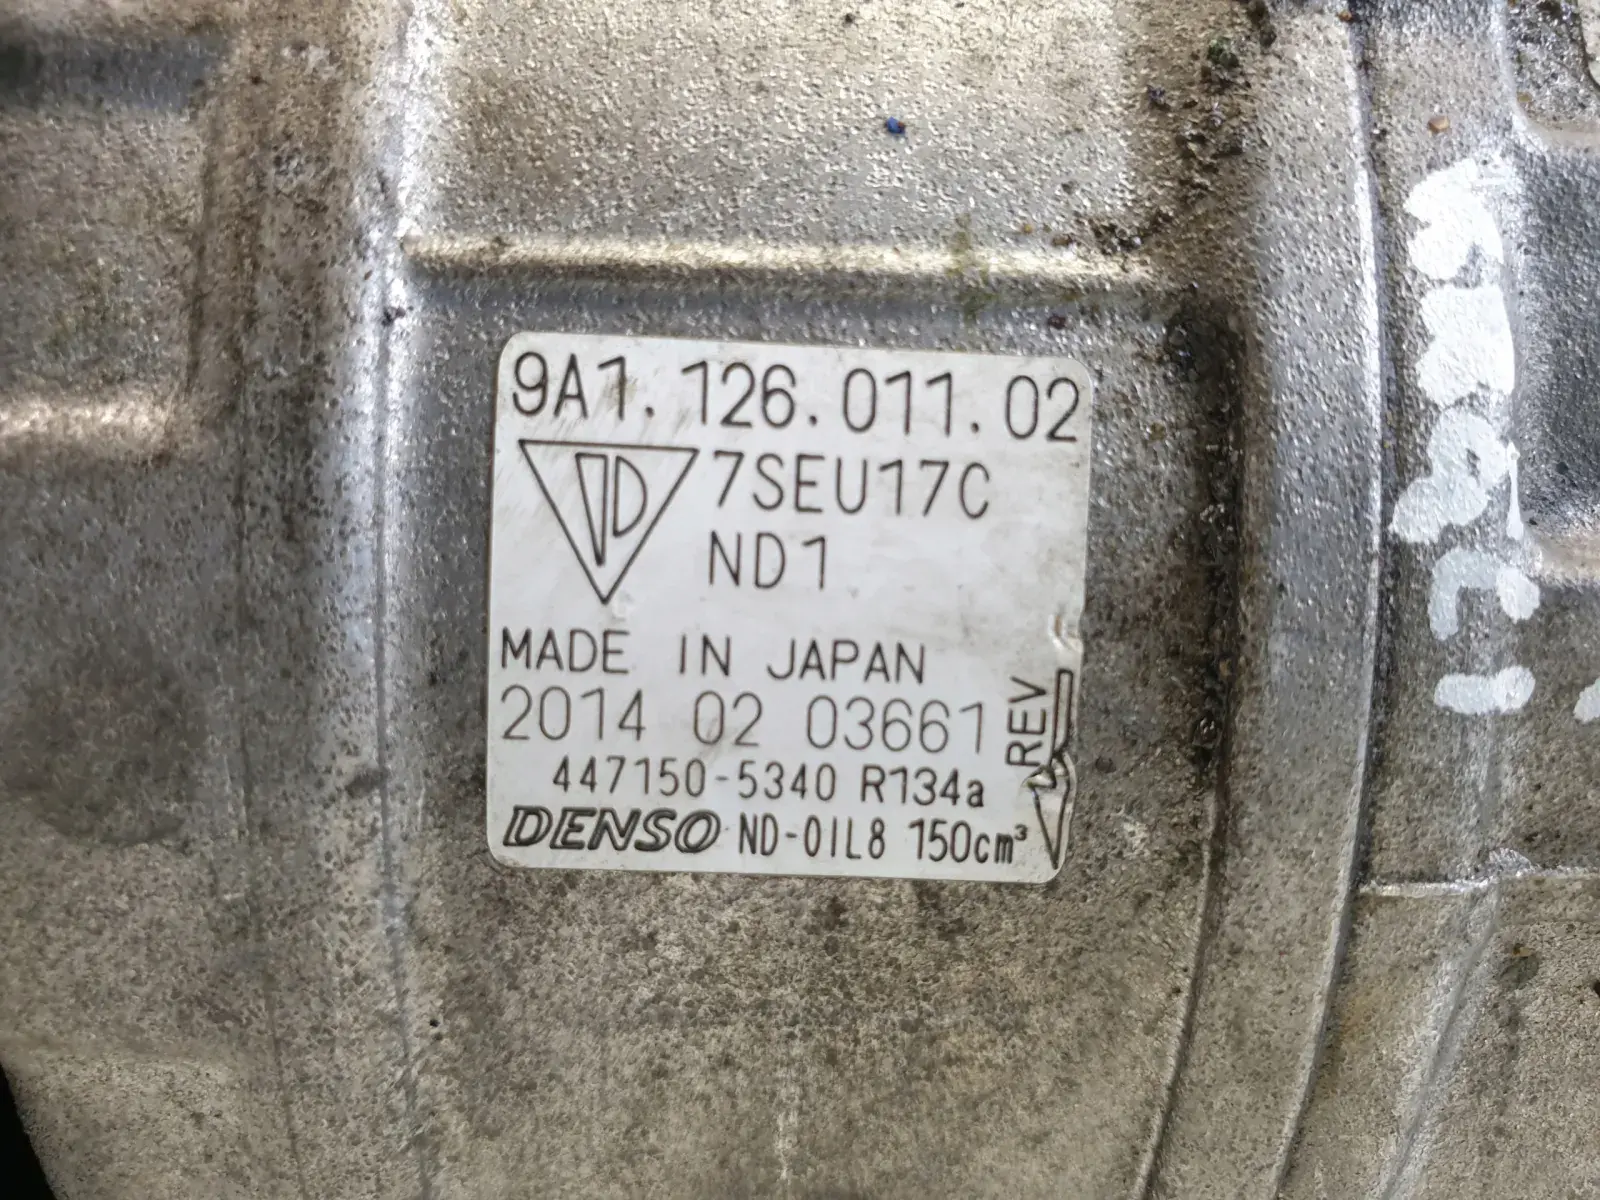 9A1.126.011.02
7SEU17C
ND1
MADE IN JAPAN
2014 02 03661
REV
447150-5340 R134a
DENSO ND-OIL8 150cm³